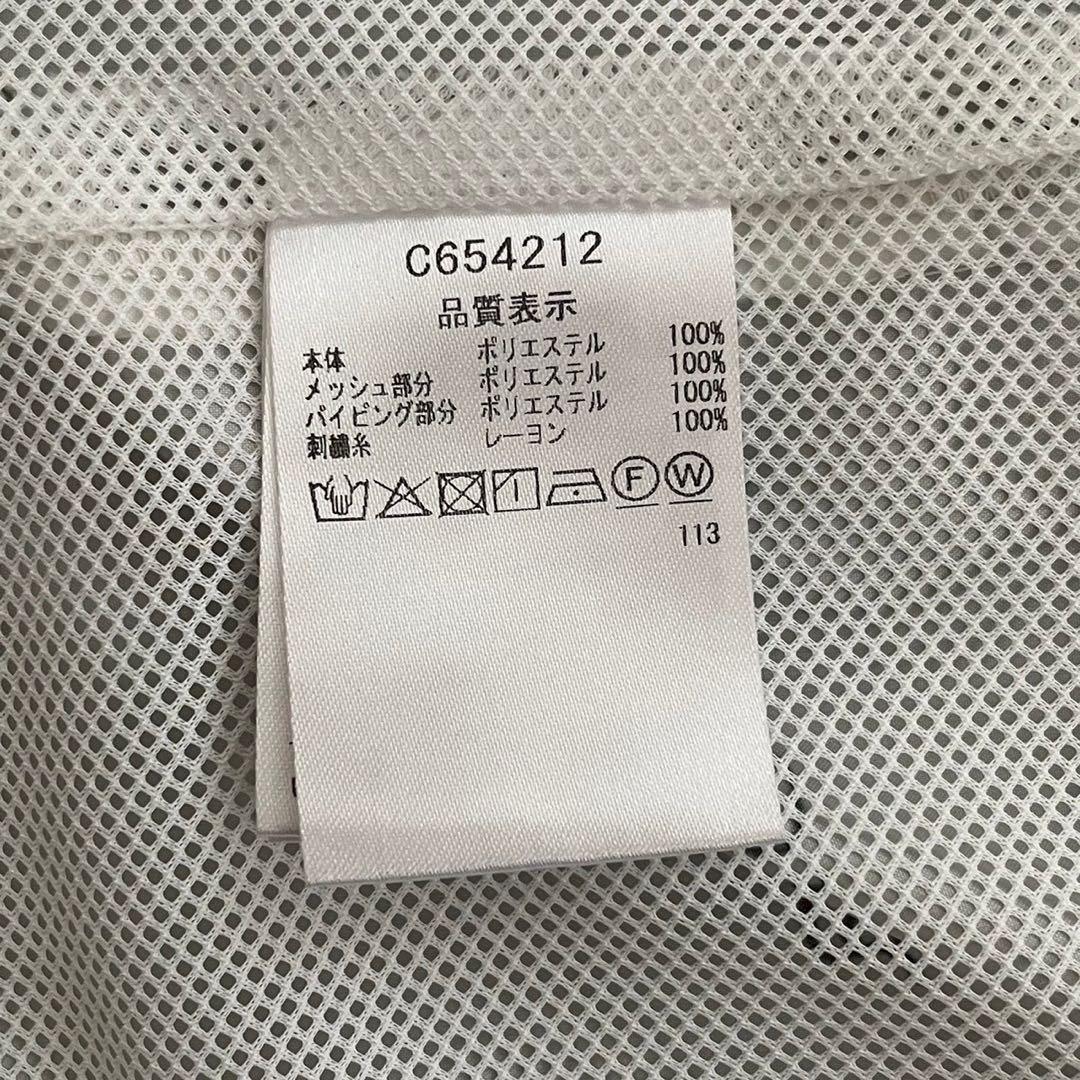 C654212
品質表示
本体 ポリエステル 100%
メッシュ部分 ポリエステル 100%
パイピング部分 ポリエステル 100%
刺繍糸 レーヨン 100%
F W
113